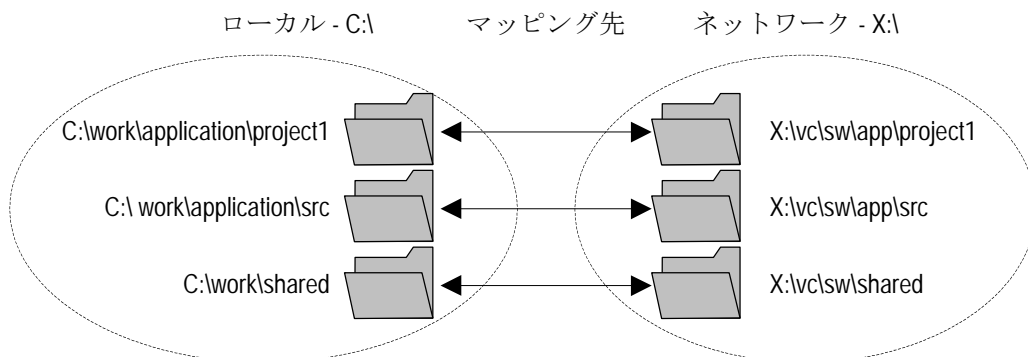 ローカル - C:\ マッピング先 ネットワーク - X:\
C:\work\application\project1 X:\vc\sw\app\project1
C:\ work\application\src X:\vc\sw\app\src
C:\work\shared X:\vc\sw\shared